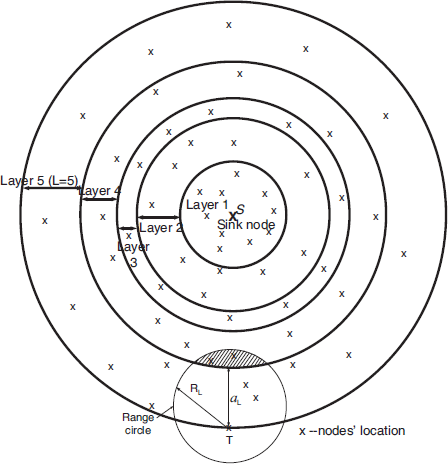 Layer 5 (L=5)
Layer 4
Layer 1
S
Sink node
Layer 2
Layer
3
R_L
a_L
Range
circle
T
x --nodes' location